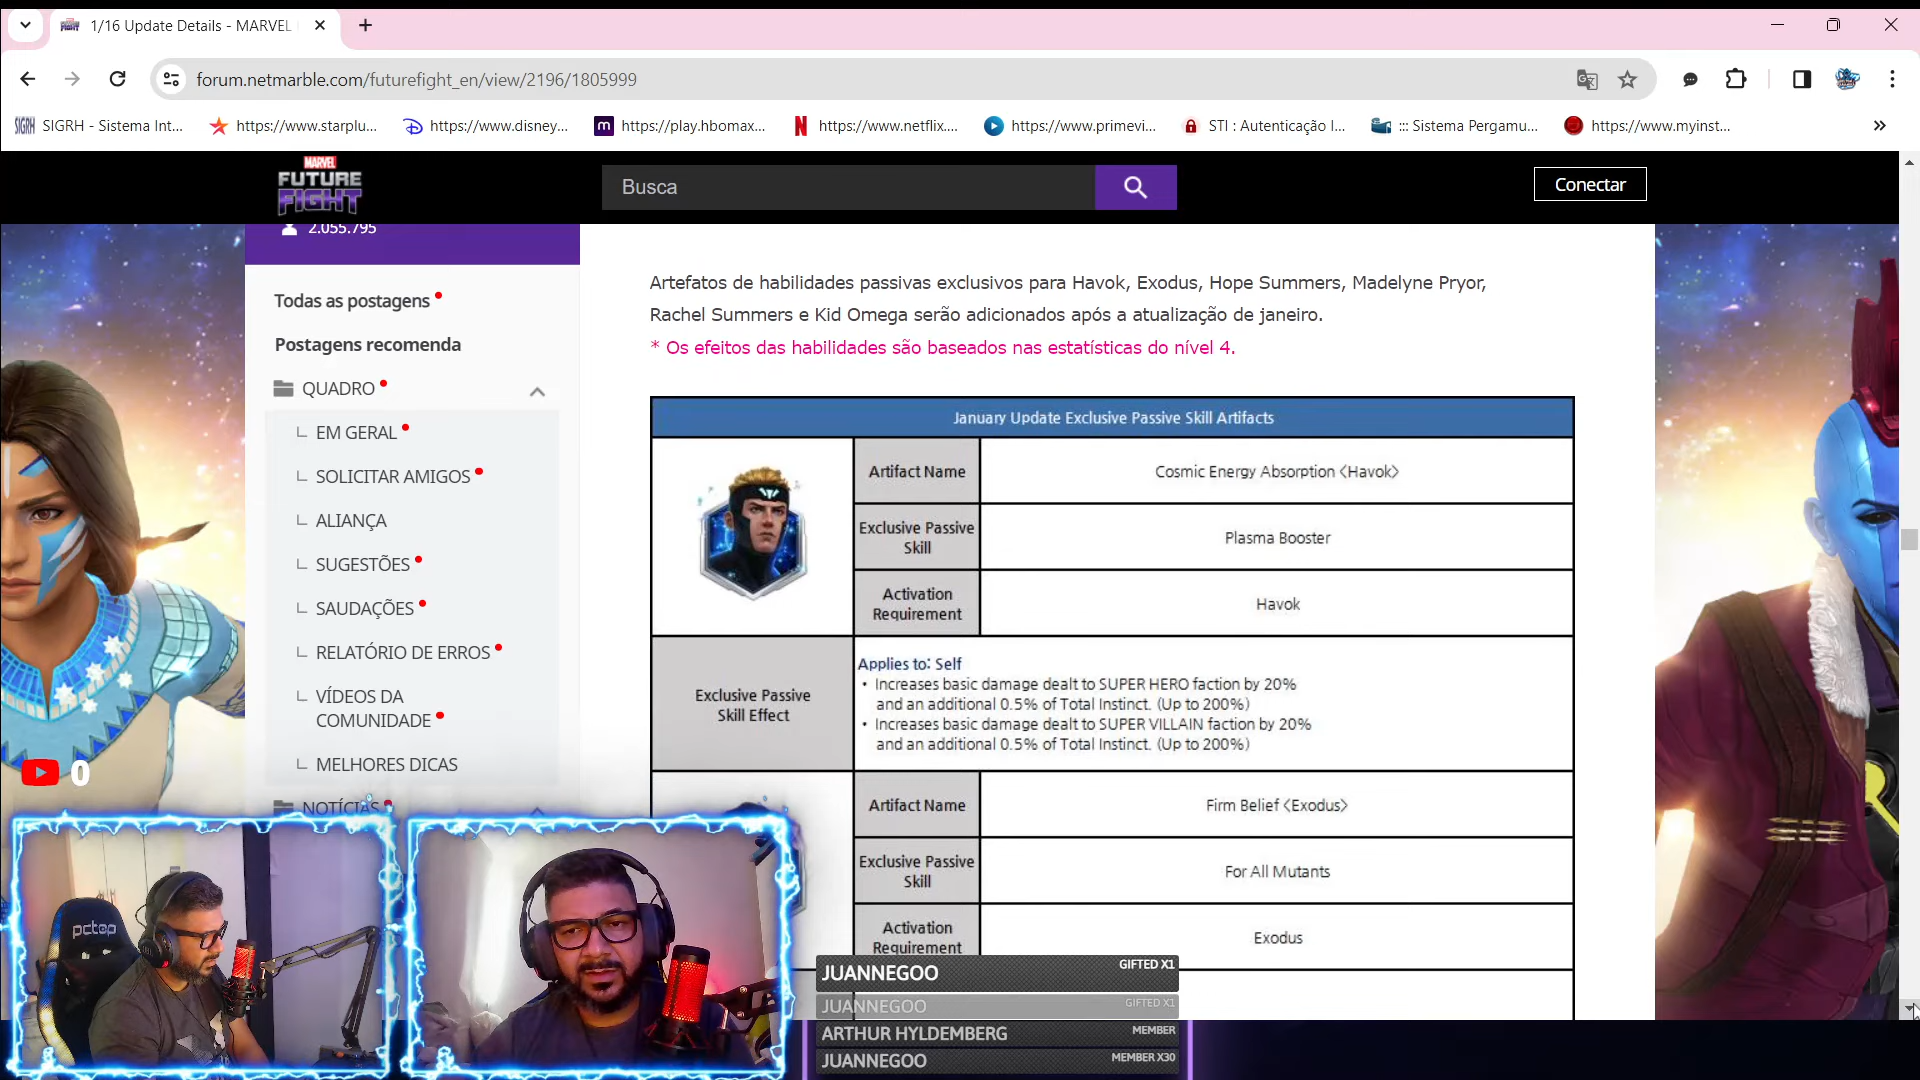 1/16 Update Details - MARVEL
forum.netmarble.com/futurefight_en/view/2196/1805999
SIGRH - Sistema Int...
https://www.starplu...
https://www.disney...
https://play.hbomax...
https://www.netflix....
https://www.primevi...
STI : Autenticação I...
::: Sistema Pergamu...
https://www.myinst...
MARVEL
FUTURE
FIGHT
Busca
Conectar
2.055.795
Todas as postagens
Postagens recomenda
QUADRO
EM GERAL
SOLICITAR AMIGOS
ALIANÇA
SUGESTÕES
SAUDAÇÕES
RELATÓRIO DE ERROS
VÍDEOS DA
COMUNIDADE
MELHORES DICAS
NOTÍCIAS
Artefatos de habilidades passivas exclusivos para Havok, Exodus, Hope Summers, Madelyne Pryor,
Rachel Summers e Kid Omega serão adicionados após a atualização de janeiro.
* Os efeitos das habilidades são baseados nas estatísticas do nível 4.
January Update Exclusive Passive Skill Artifacts
Artifact Name
Cosmic Energy Absorption <Havok>
Exclusive Passive
Skill
Plasma Booster
Activation
Requirement
Havok
Exclusive Passive
Skill Effect
Applies to: Self
• Increases basic damage dealt to SUPER HERO faction by 20%
and an additional 0.5% of Total Instinct. (Up to 200%)
• Increases basic damage dealt to SUPER VILLAIN faction by 20%
and an additional 0.5% of Total Instinct. (Up to 200%)
Artifact Name
Firm Belief <Exodus>
Exclusive Passive
Skill
For All Mutants
Activation
Requirement
Exodus
0
pctop
JUANNEGOO GIFTED X1
JUANNEGOO GIFTED X1
ARTHUR HYLDEMBERG MEMBER
JUANNEGOO MEMBER X30